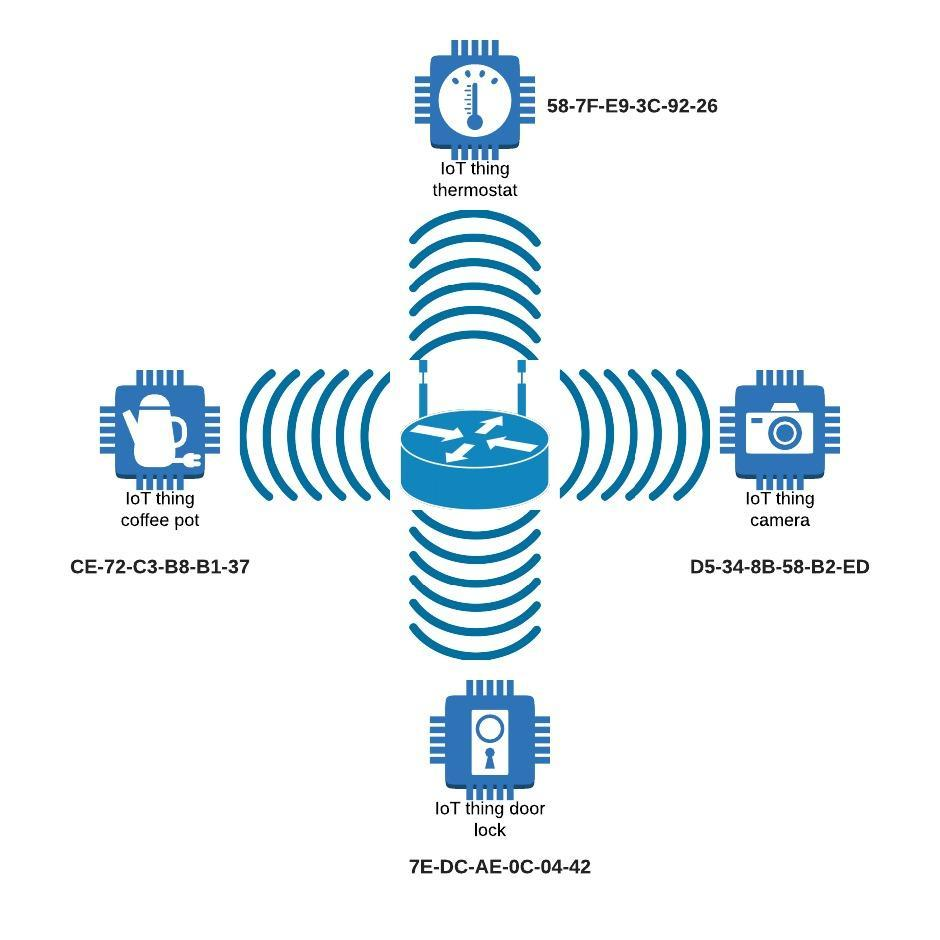 58-7F-E9-3C-92-26
IoT thing
thermostat
IoT thing
coffee pot
CE-72-C3-B8-B1-37
IoT thing
camera
D5-34-8B-58-B2-ED
IoT thing door
lock
7E-DC-AE-0C-04-42